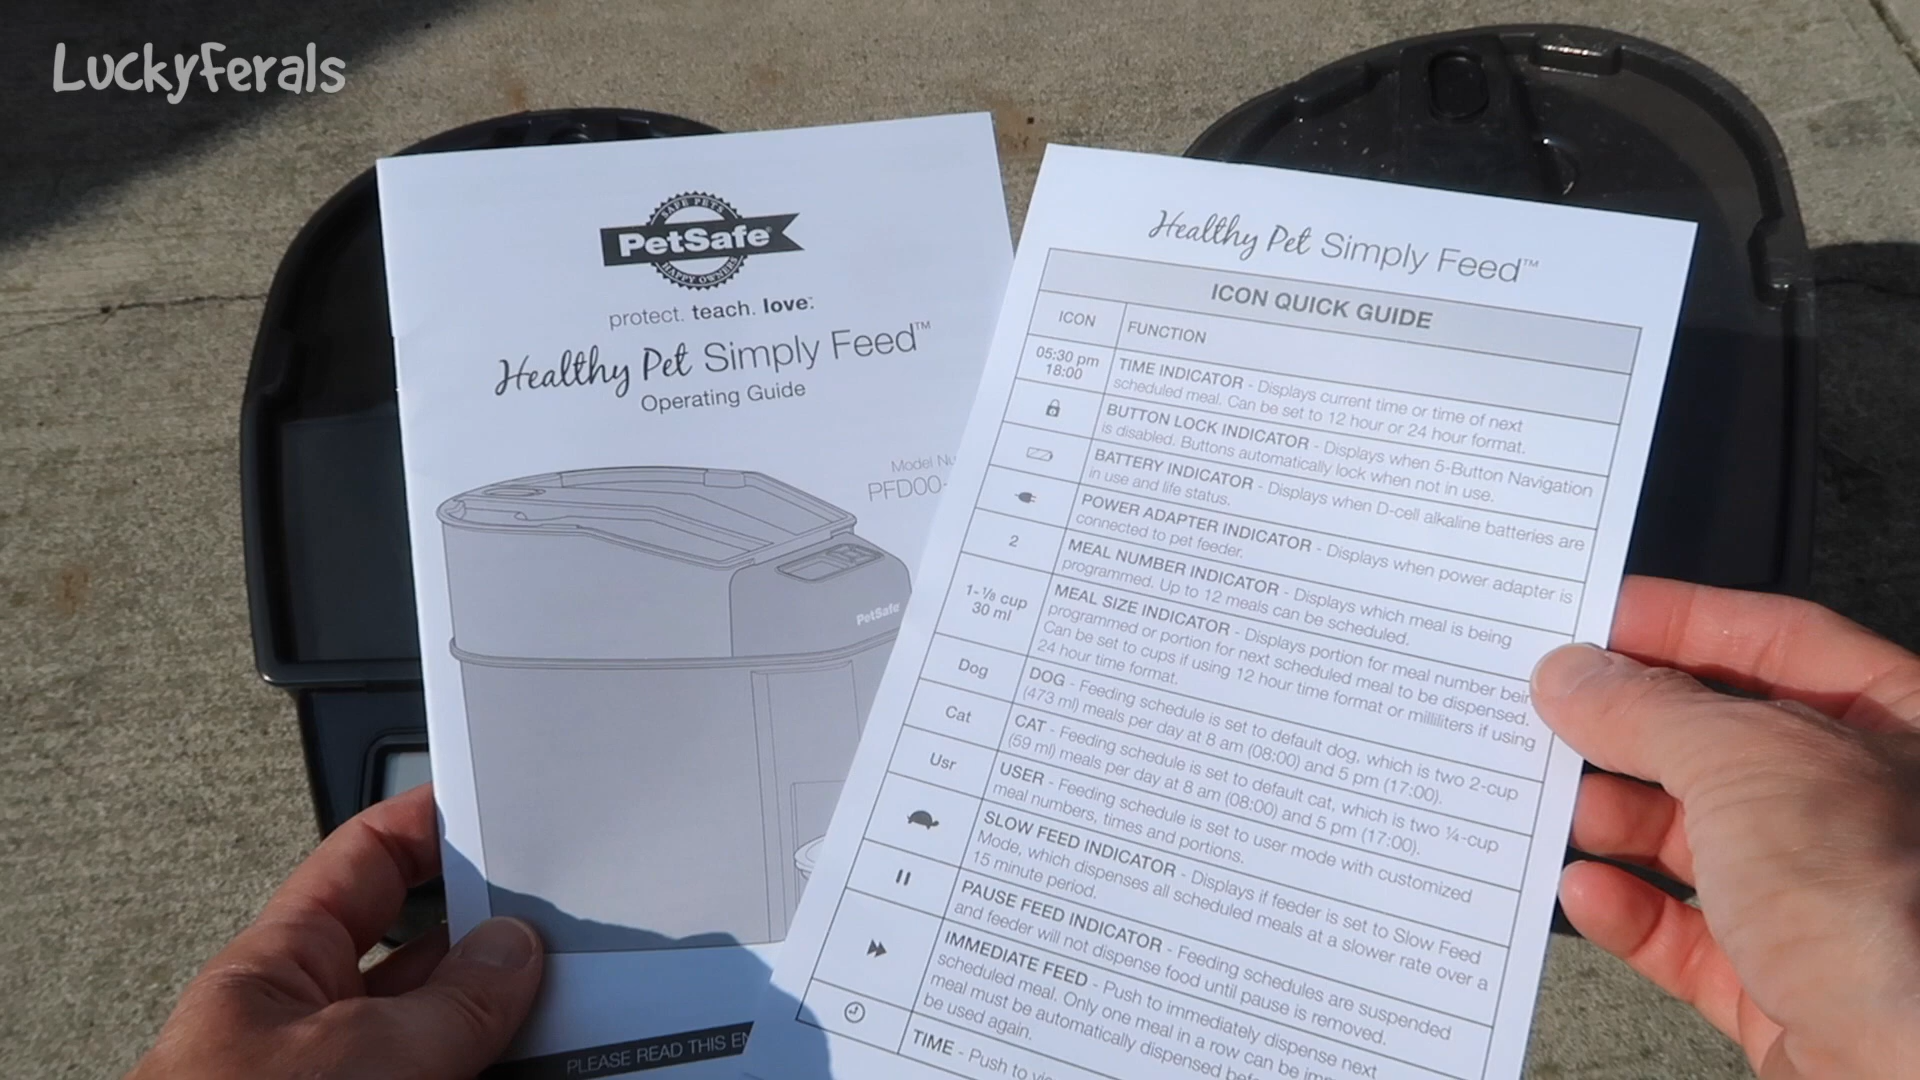 LuckyFerals
SAFE PETS
PetSafe®
HAPPY OWNERS
protect. teach. love.
Healthy Pet Simply Feed™
Operating Guide
Model
PFD00-
PetSafe
PLEASE READ THIS
Healthy Pet Simply Feed™
ICON QUICK GUIDE
ICON FUNCTION
05:30 pm
18:00
TIME INDICATOR - Displays current time or time of next
scheduled meal. Can be set to 12 hour or 24 hour format.
BUTTON LOCK INDICATOR - Displays when 5-Button Navigation
is disabled. Buttons automatically lock when not in use.
BATTERY INDICATOR - Displays when D-cell alkaline batteries are
in use and life status.
POWER ADAPTER INDICATOR - Displays when power adapter is
connected to pet feeder.
2
MEAL NUMBER INDICATOR - Displays which meal is being
programmed. Up to 12 meals can be scheduled.
1-⅛ cup
30 ml
MEAL SIZE INDICATOR - Displays portion for meal number bein
programmed or portion for next scheduled meal to be dispensed.
Can be set to cups if using 12 hour time format or milliliters if using
24 hour time format.
Dog
DOG - Feeding schedule is set to default dog, which is two 2-cup
(473 ml) meals per day at 8 am (08:00) and 5 pm (17:00).
Cat
CAT - Feeding schedule is set to default cat, which is two ¼-cup
(59 ml) meals per day at 8 am (08:00) and 5 pm (17:00).
Usr
USER - Feeding schedule is set to user mode with customized
meal numbers, times and portions.
SLOW FEED INDICATOR - Displays if feeder is set to Slow Feed
Mode, which dispenses all scheduled meals at a slower rate over a
15 minute period.
PAUSE FEED INDICATOR - Feeding schedules are suspended
and feeder will not dispense food until pause is removed.
IMMEDIATE FEED - Push to immediately dispense next
scheduled meal. Only one meal in a row can be
meal must be automatically dispensed
be used again.
TIME - Push to